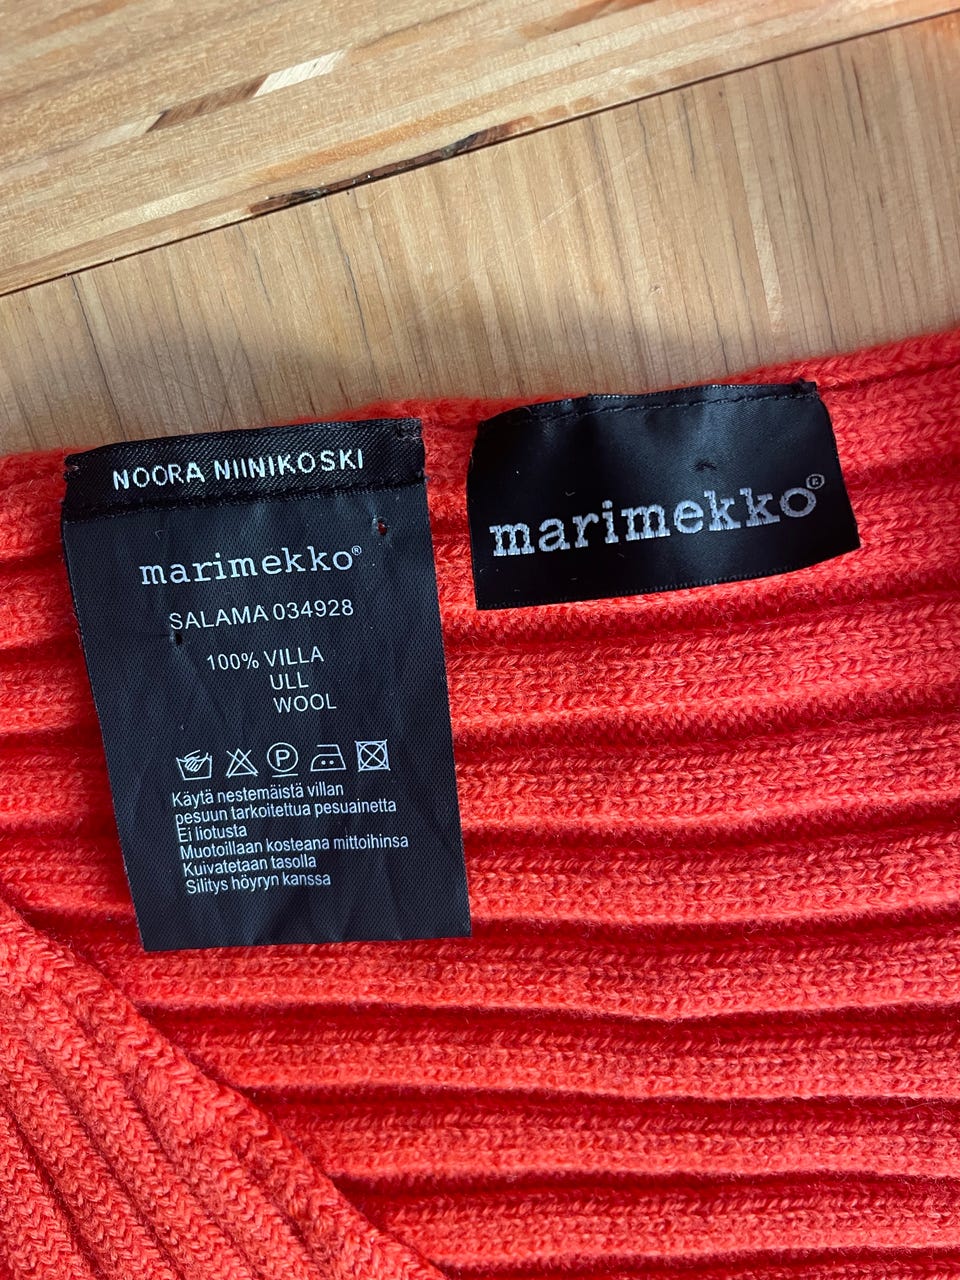 NOORA NIINIKOSKI
marimekko®
SALAMA 034928
100% VILLA
ULL
WOOL
P
Käytä nestemäistä villan
pesuun tarkoitettua pesuainetta
Ei liotusta
Muotoillaan kosteana mittoihinsa
Kuivatetaan tasolla
Silitys höyryn kanssa
marimekko®